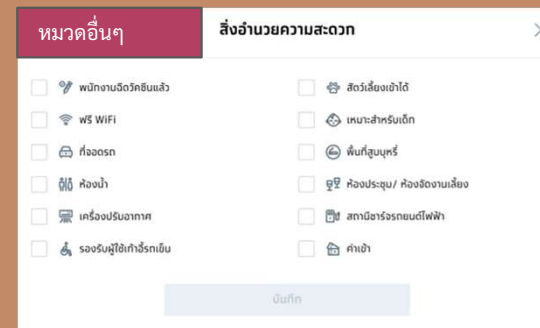 หมวดอื่นๆ
สิ่งอำนวยความสะดวก
พนักงานฉีดวัคซีนแล้ว
ฟรี WiFi
ที่จอดรถ
ห้องน้ำ
เครื่องปรับอากาศ
รองรับผู้ใช้เก้าอี้รถเข็น
สัตว์เลี้ยงเข้าได้
เหมาะสำหรับเด็ก
พื้นที่สูบบุหรี่
ห้องประชุม/ ห้องจัดงานเลี้ยง
สถานีชาร์จรถยนต์ไฟฟ้า
ค่าเข้า
บันทึก